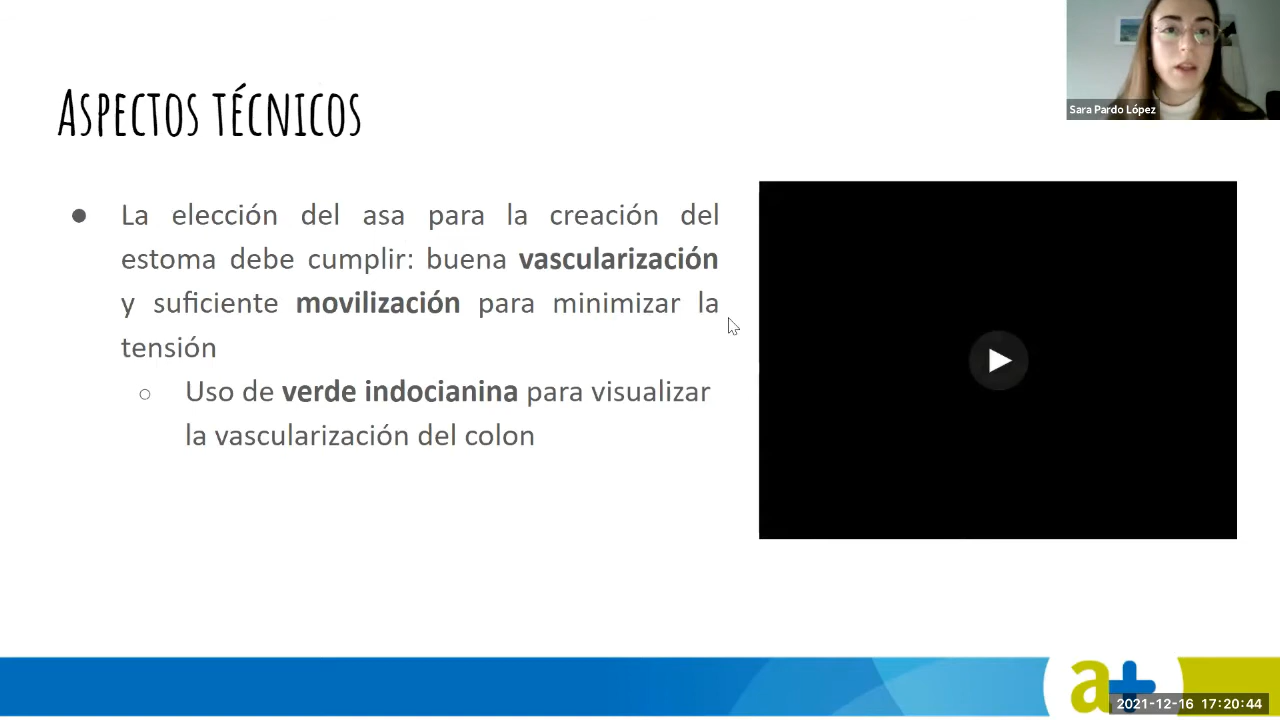 Sara Pardo López
Aspectos técnicos
● La elección del asa para la creación del
estoma debe cumplir: buena vascularización
y suficiente movilización para minimizar la
tensión
○ Uso de verde indocianina para visualizar
la vascularización del colon
a+
2021-12-16 17:20:44